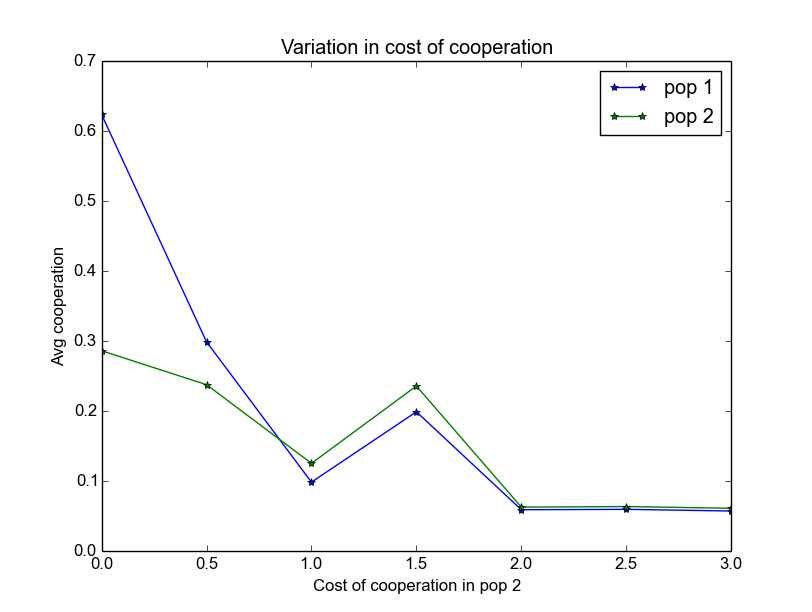 Variation in cost of cooperation
pop 1
pop 2
0.7
0.6
0.5
0.4
0.3
0.2
0.1
0.0
Avg cooperation
0.0 0.5 1.0 1.5 2.0 2.5 3.0
Cost of cooperation in pop 2